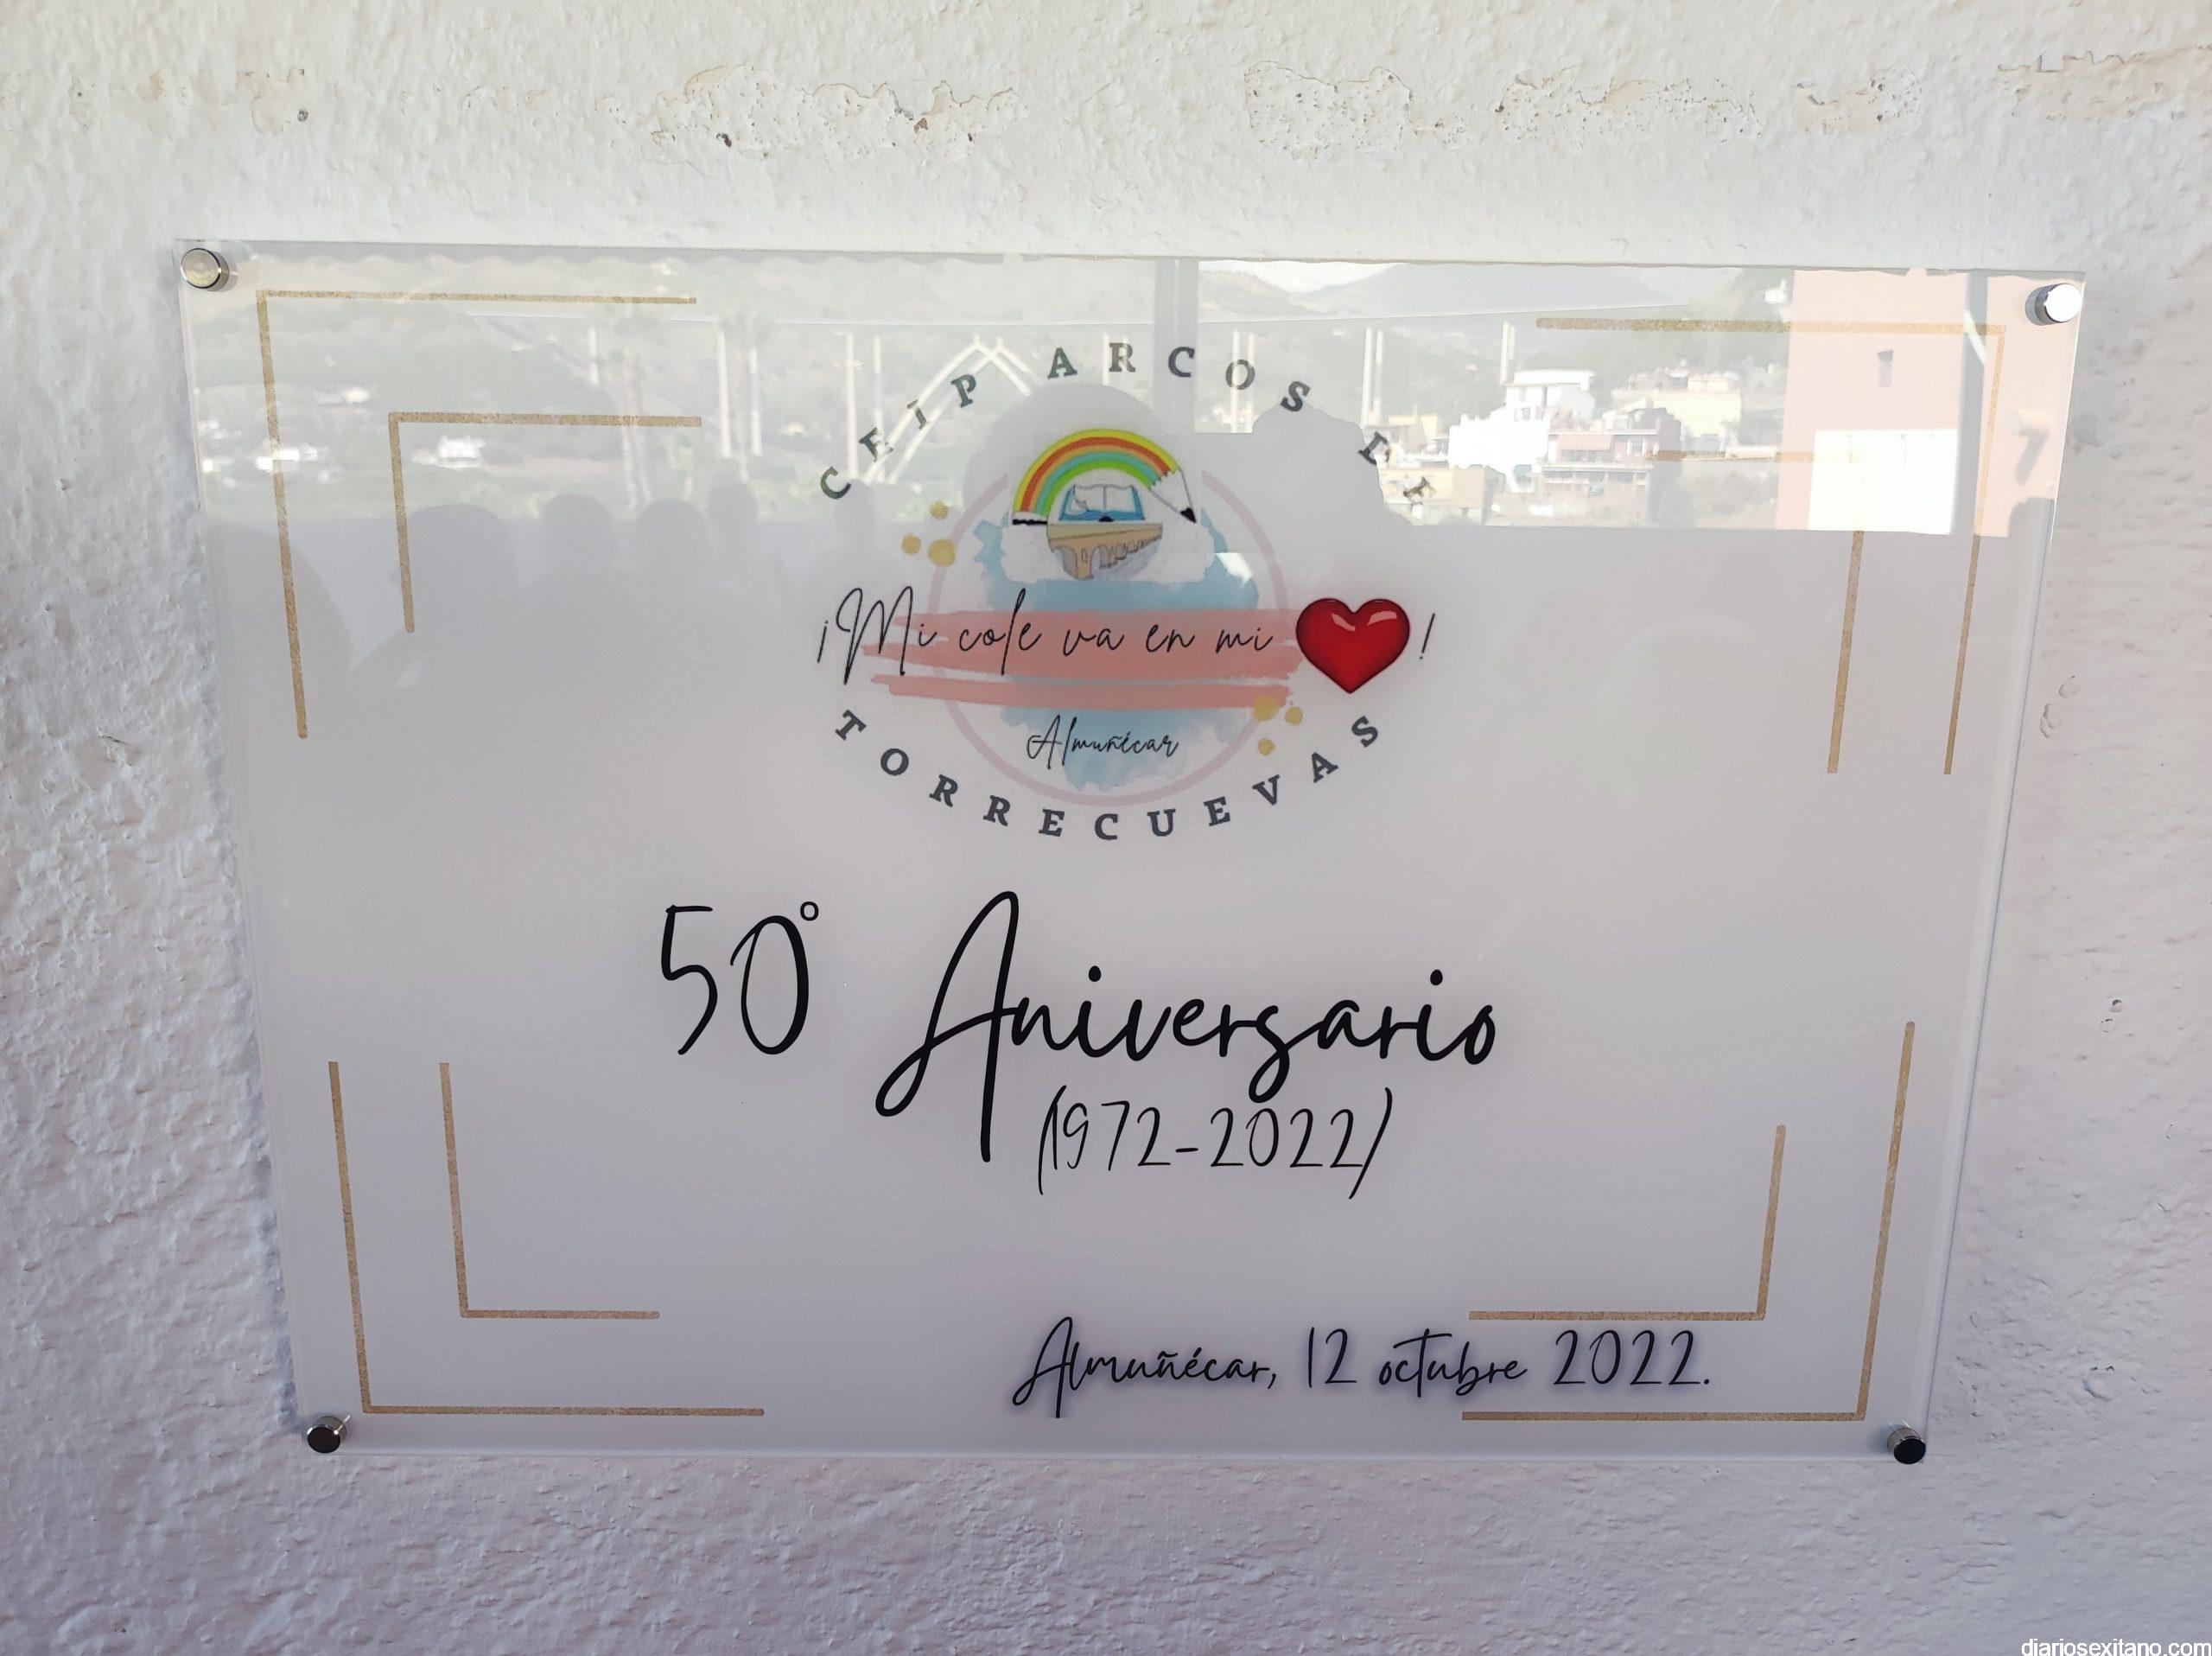 CEIP ARCOS DE
¡Mi cole va en mi !
Almuñécar
TORRECUEVAS
50º Aniversario
(1972-2022)
Almuñécar, 12 octubre 2022.
diariosexitano.com